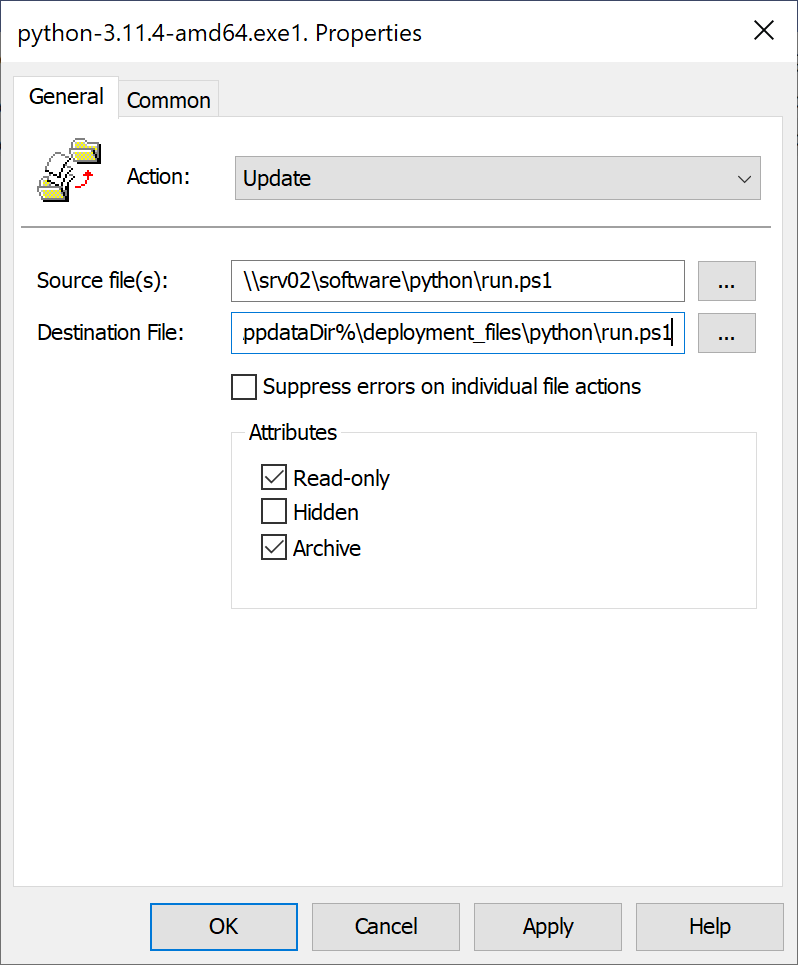 python-3.11.4-amd64.exe1. Properties
General
Common
Action:
Update
Source file(s):
\\srv02\software\python\run.ps1
...
Destination File:
ppdataDir%\deployment_files\python\run.ps1
...
Suppress errors on individual file actions
Attributes
Read-only
Hidden
Archive
OK
Cancel
Apply
Help